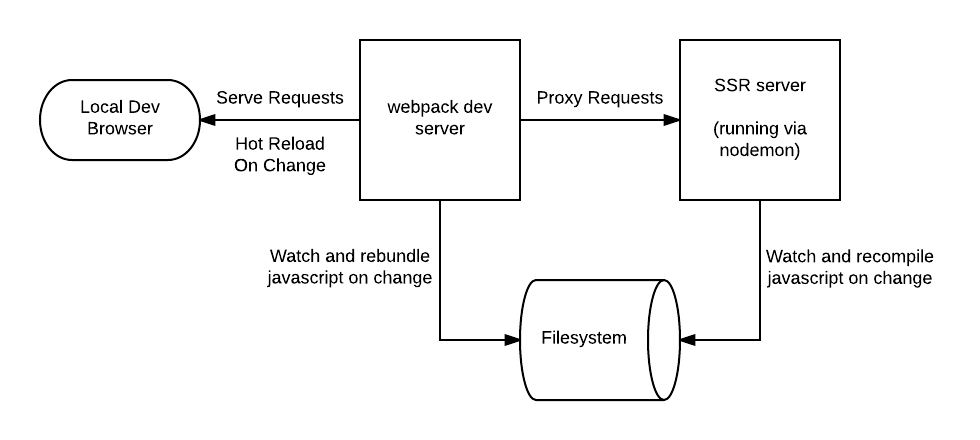 Local Dev
Browser
Serve Requests
Hot Reload
On Change
webpack dev
server
Proxy Requests
SSR server
(running via
nodemon)
Watch and rebundle
javascript on change
Filesystem
Watch and recompile
javascript on change